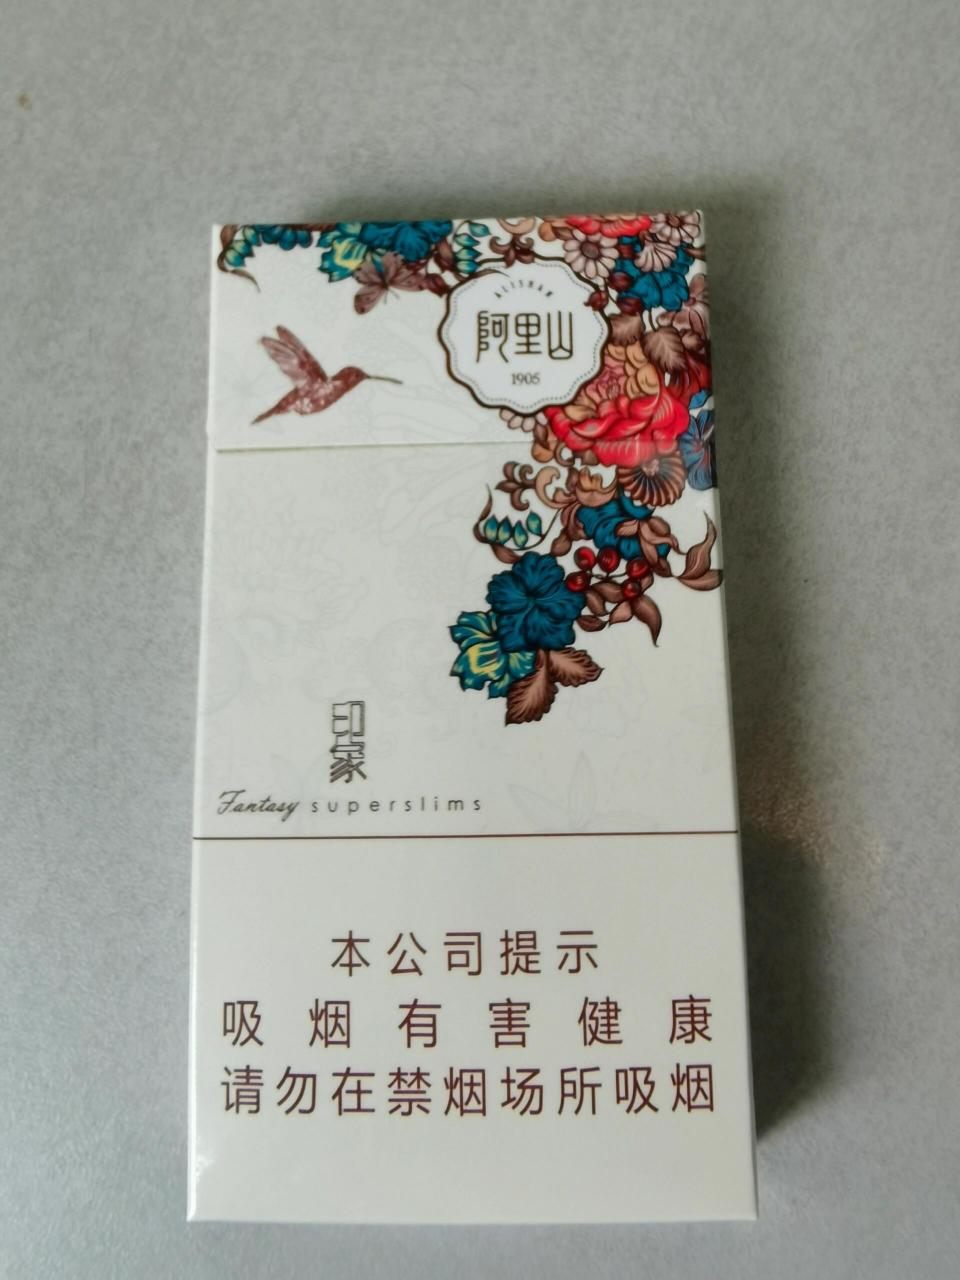 ALISHAN
阿里山
1905
印象
Fantasy superslims
本公司提示
吸烟有害健康
请勿在禁烟场所吸烟